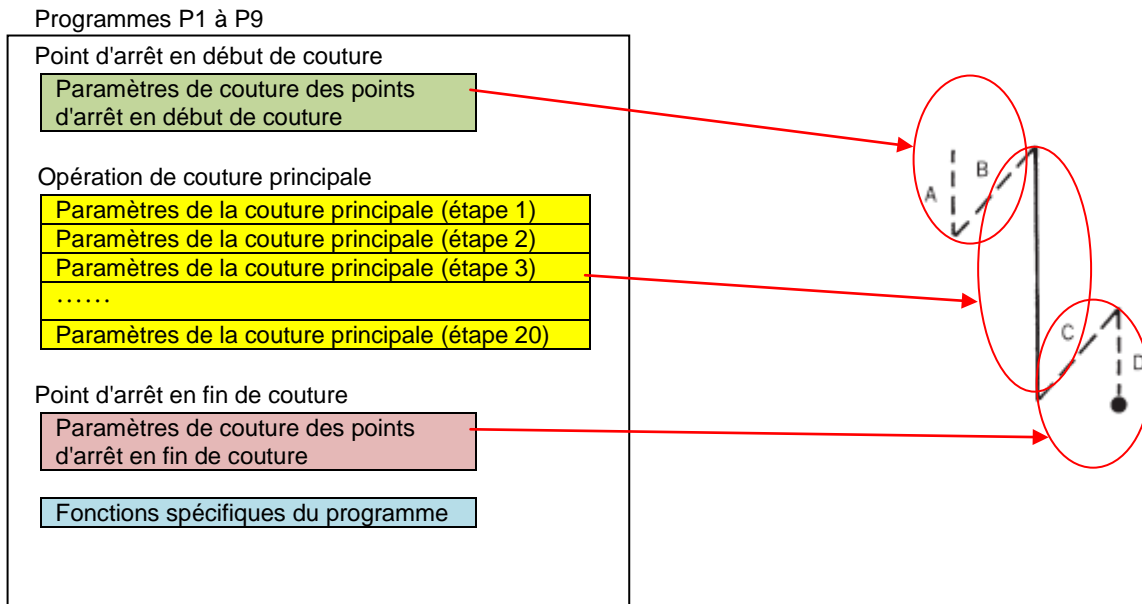 Programmes P1 à P9
Point d'arrêt en début de couture
Paramètres de couture des points
d'arrêt en début de couture
Opération de couture principale
Paramètres de la couture principale (étape 1)
Paramètres de la couture principale (étape 2)
Paramètres de la couture principale (étape 3)
……
Paramètres de la couture principale (étape 20)
Point d'arrêt en fin de couture
Paramètres de couture des points
d'arrêt en fin de couture
Fonctions spécifiques du programme
A
B
C
D